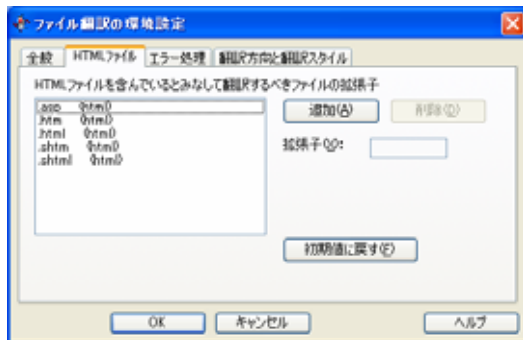 ファイル翻訳の環境設定
全般 HTMLファイル エラー処理 翻訳方向と翻訳スタイル
HTMLファイルを含んでいるとみなして翻訳するべきファイルの拡張子
.asp (html)
.htm (html)
.html (html)
.shtm (html)
.shtml (html)
追加(A) 削除(D)
拡張子(X):
初期値に戻す(F)
OK キャンセル ヘルプ